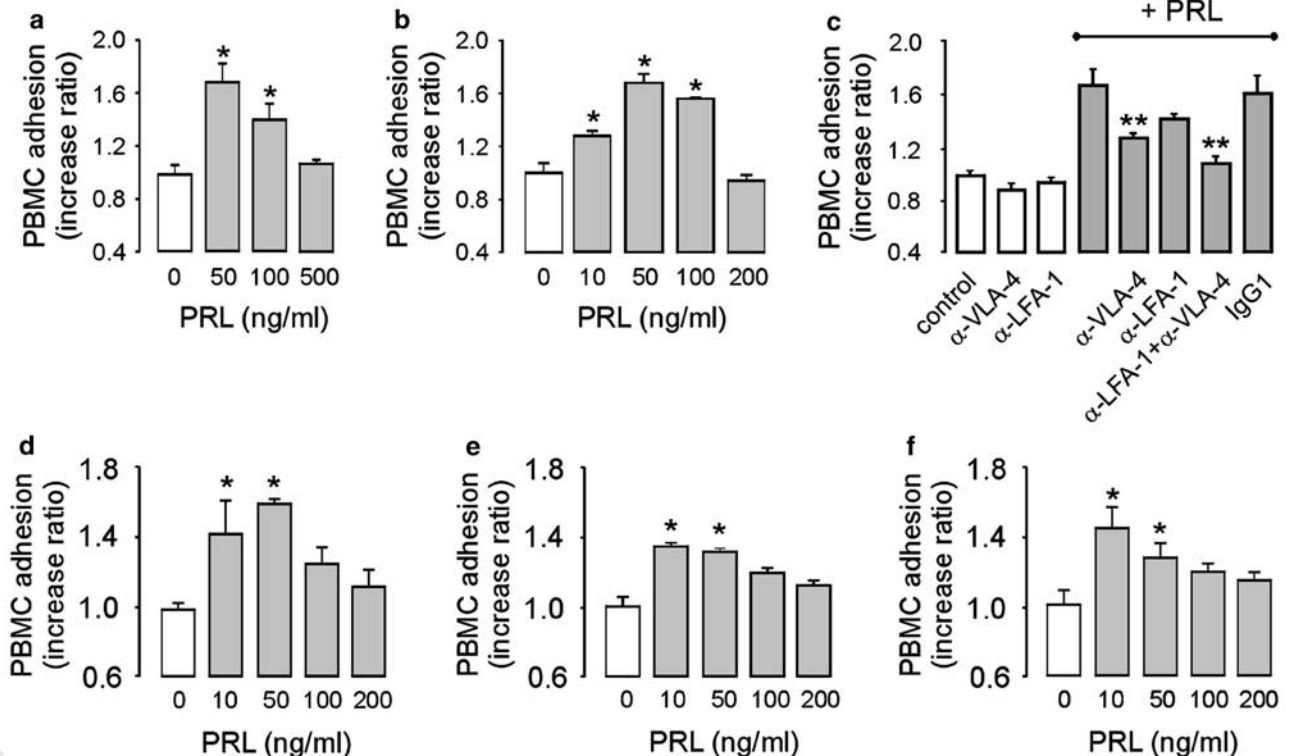 a
PBMC adhesion
(increase ratio)
2.0
1.6
1.2
0.8
0.4
*
*
0 50 100 500
PRL (ng/ml)
b
PBMC adhesion
(increase ratio)
2.0
1.6
1.2
0.8
0.4
*
*
*
0 10 50 100 200
PRL (ng/ml)
c
+ PRL
PBMC adhesion
(increase ratio)
2.0
1.6
1.2
0.8
0.4
**
**
control
α-VLA-4
α-LFA-1
α-VLA-4
α-LFA-1
α-LFA-1+α-VLA-4
IgG1
d
PBMC adhesion
(increase ratio)
1.8
1.4
1.0
0.6
*
*
0 10 50 100 200
PRL (ng/ml)
e
PBMC adhesion
(increase ratio)
1.8
1.4
1.0
0.6
*
*
0 10 50 100 200
PRL (ng/ml)
f
PBMC adhesion
(increase ratio)
1.8
1.4
1.0
0.6
*
*
0 10 50 100 200
PRL (ng/ml)